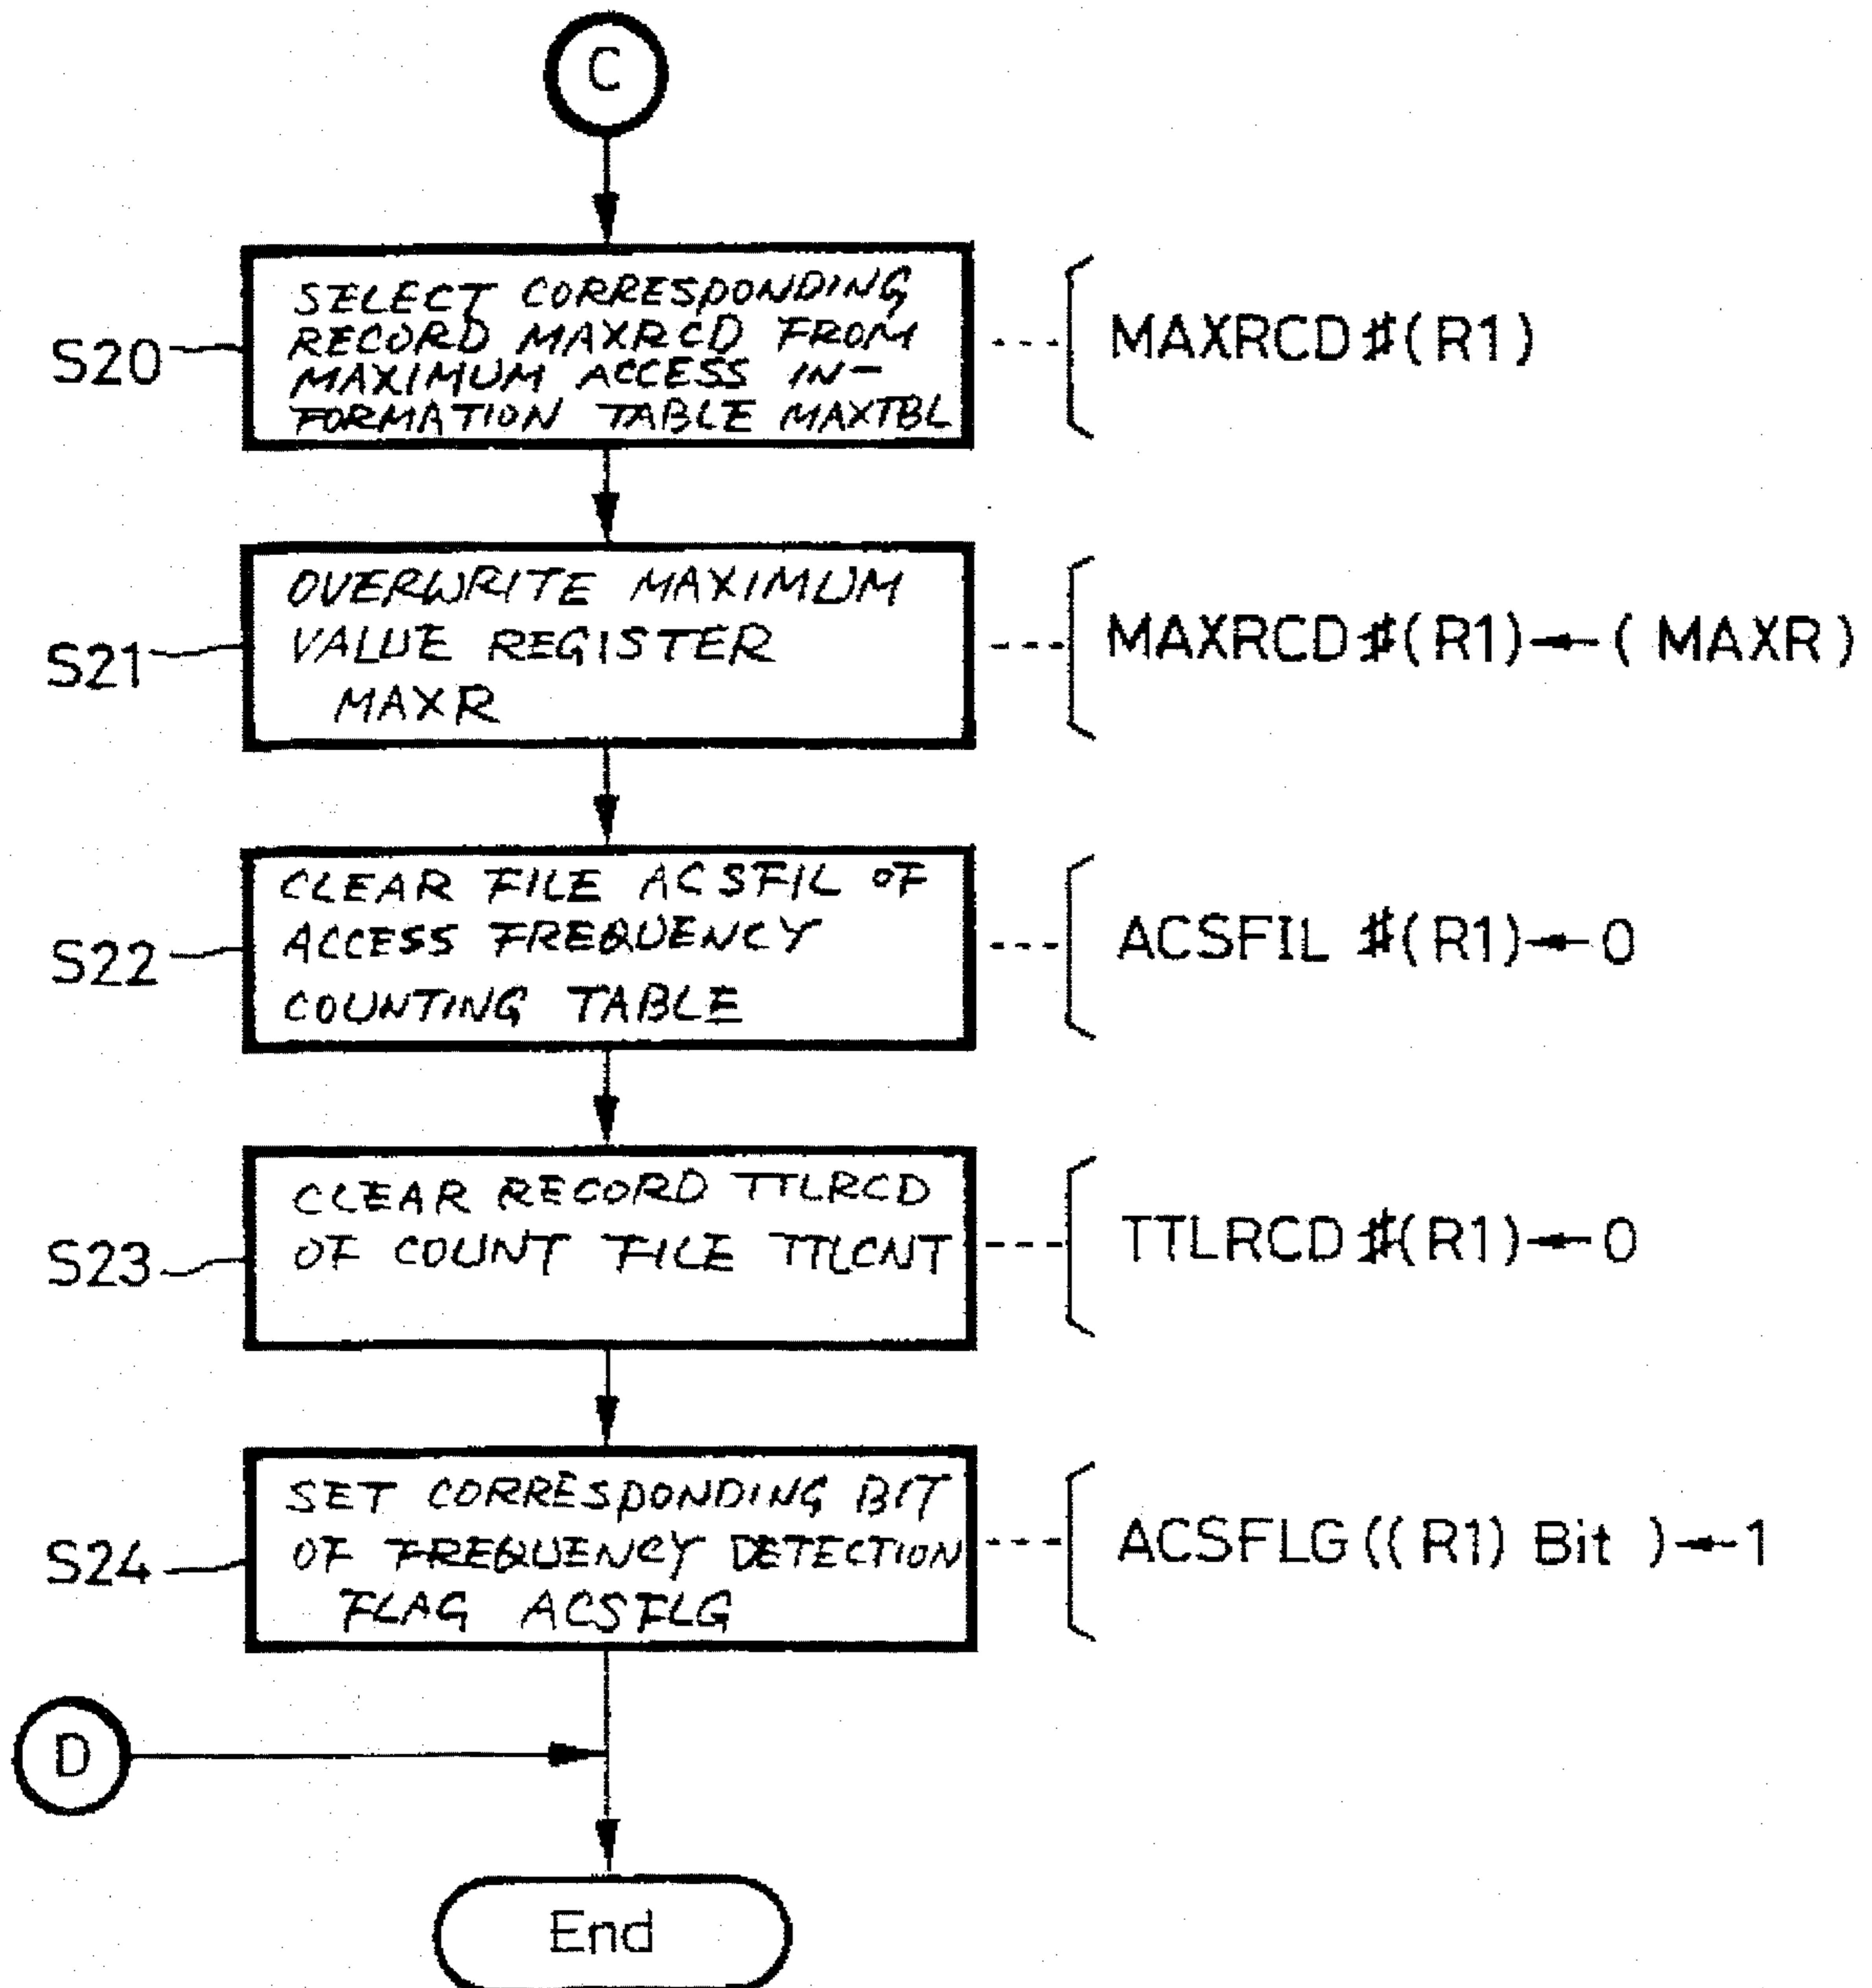 C
S20
SELECT CORRESPONDING
RECORD MAXRCD FROM
MAXIMUM ACCESS IN-
FORMATION TABLE MAXTBL
MAXRCD#(R1)
S21
OVERWRITE MAXIMUM
VALUE REGISTER
MAXR
MAXRCD#(R1)←(MAXR)
S22
CLEAR FILE ACSFIL OF
ACCESS FREQUENCY
COUNTING TABLE
ACSFIL #(R1)←0
S23
CLEAR RECORD TTLRCD
OF COUNT FILE TTLCNT
TTLRCD#(R1)←0
S24
SET CORRESPONDING BIT
OF FREQUENCY DETECTION
FLAG ACSFLG
ACSFLG((R1) Bit )←1
D
End